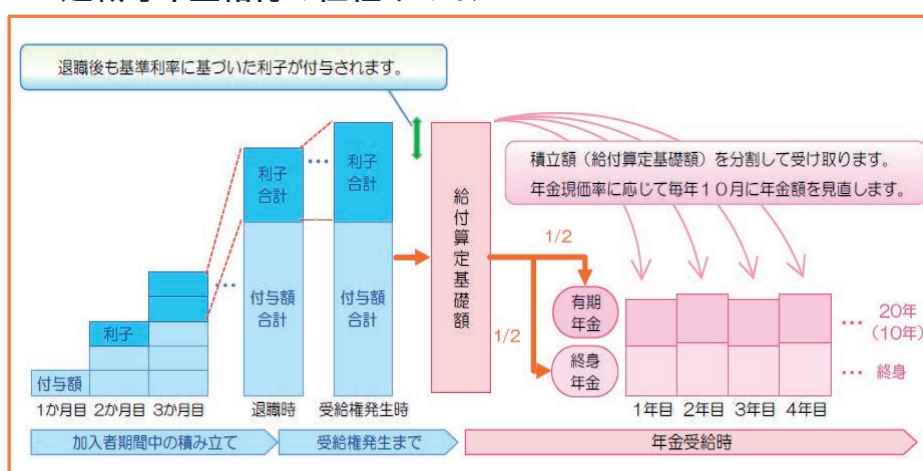 退職後も基準利率に基づいた利子が付与されます。
積立額（給付算定基礎額）を分割して受け取ります。
年金現価率に応じて毎年１０月に年金額を見直します。
利子
合計
…
利子
合計
給付算定基礎額
1/2
1/2
…
利子
付与額
付与額
合計
付与額
合計
有期
年金
終身
年金
… 20年
（10年）
… 終身
1か月目 2か月目 3か月目
退職時
受給権発生時
1年目 2年目 3年目 4年目
加入者期間中の積み立て
受給権発生まで
年金受給時